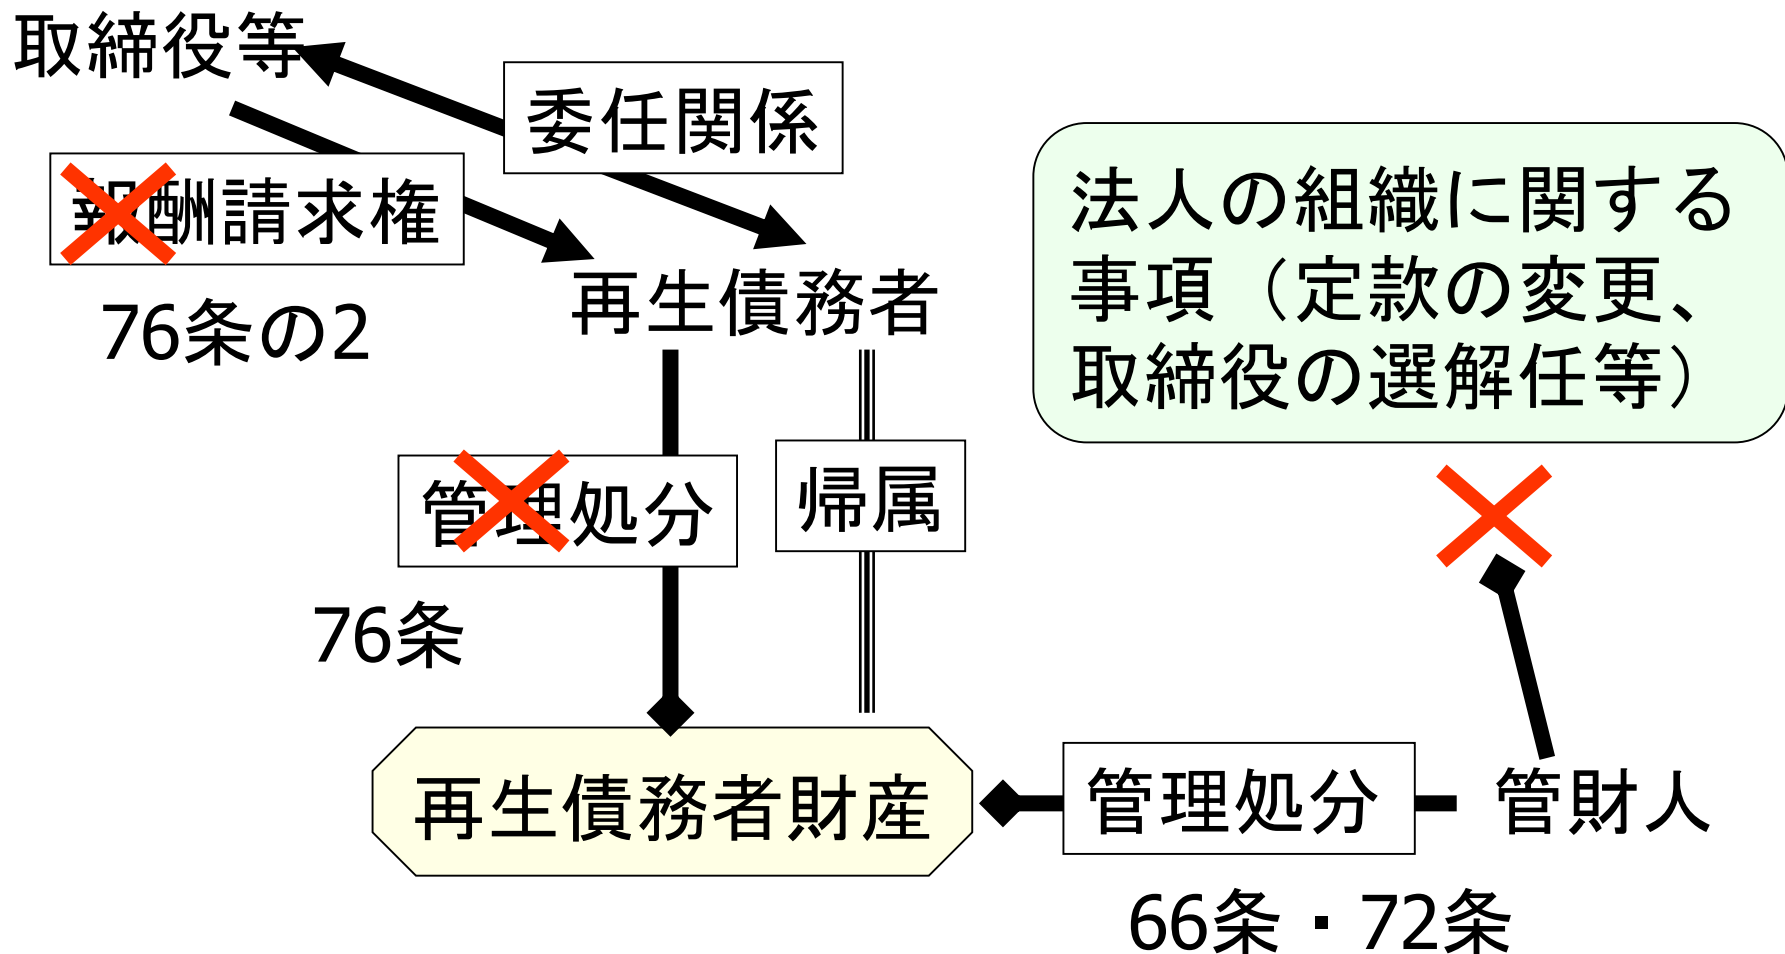 取締役等
委任関係
報酬請求権
76条の2
再生債務者
法人の組織に関する
事項（定款の変更、
取締役の選解任等）
管理処分
帰属
76条
再生債務者財産
管理処分
管財人
66条・72条